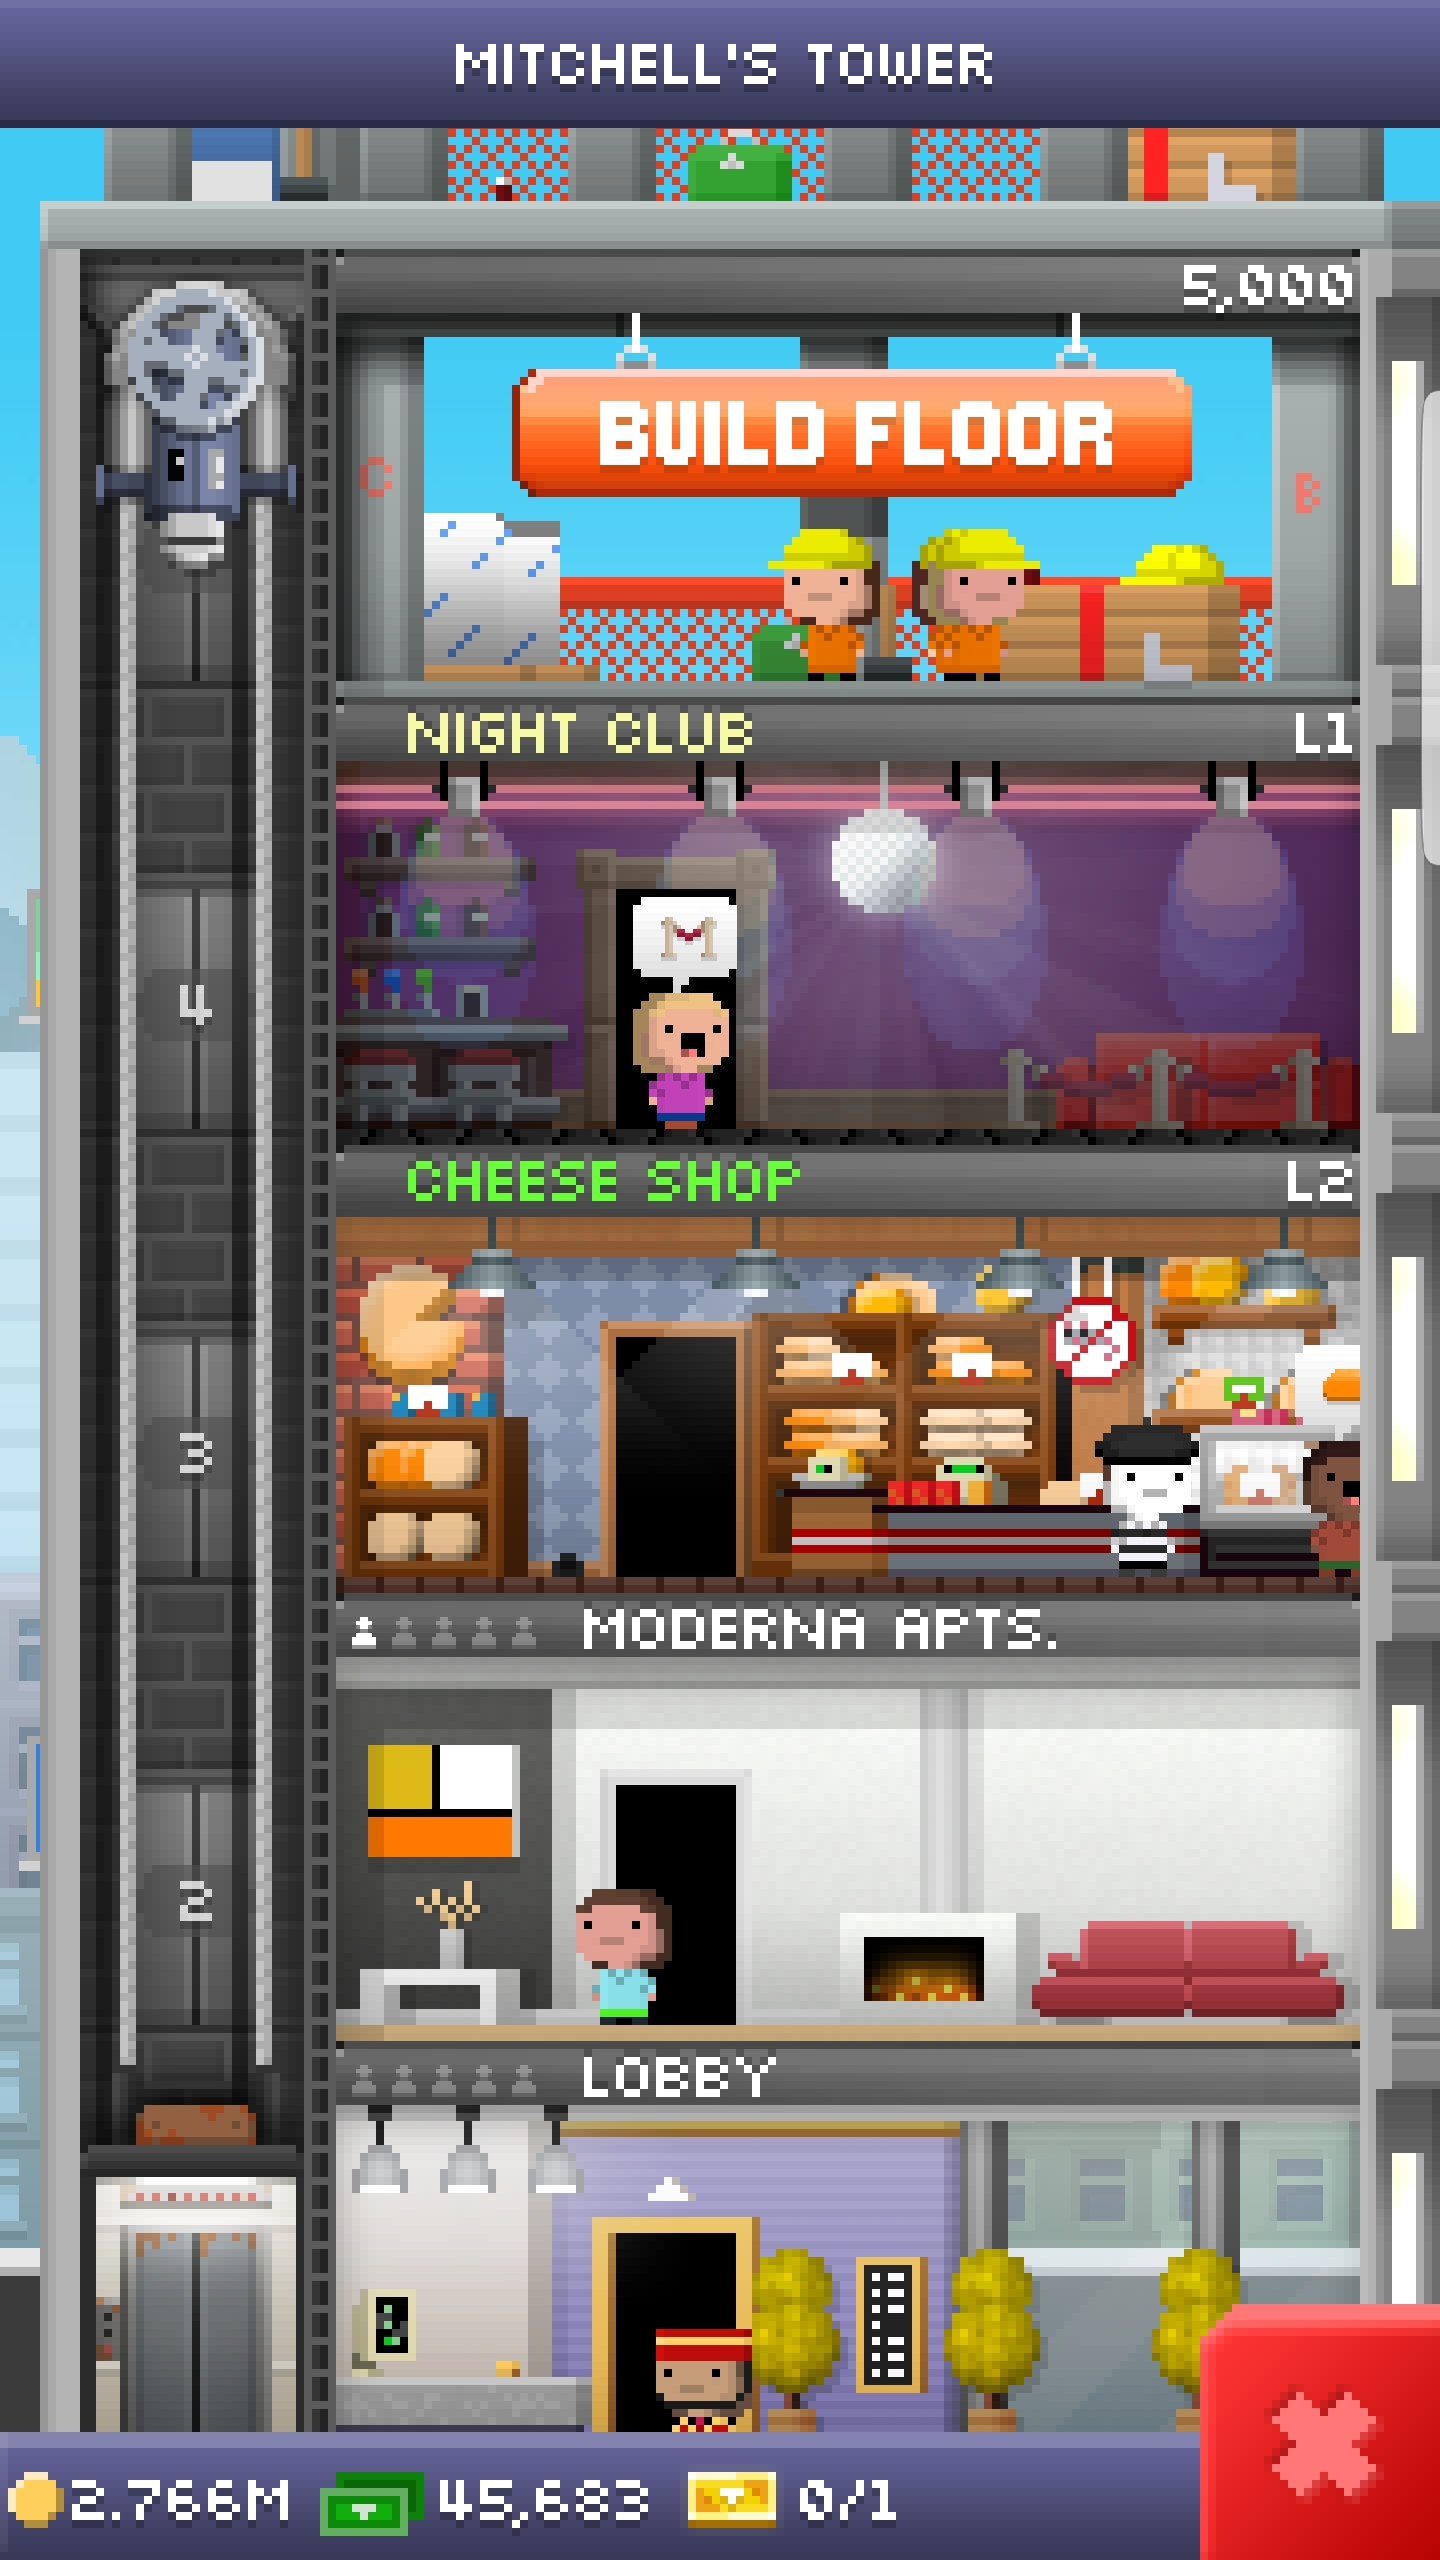 MITCHELL'S TOWER
5,000
BUILD FLOOR
C
B
NIGHT CLUB
L1
4
CHEESE SHOP
L2
3
MODERNA APTS.
2
LOBBY
2.766M
45,683
0/1